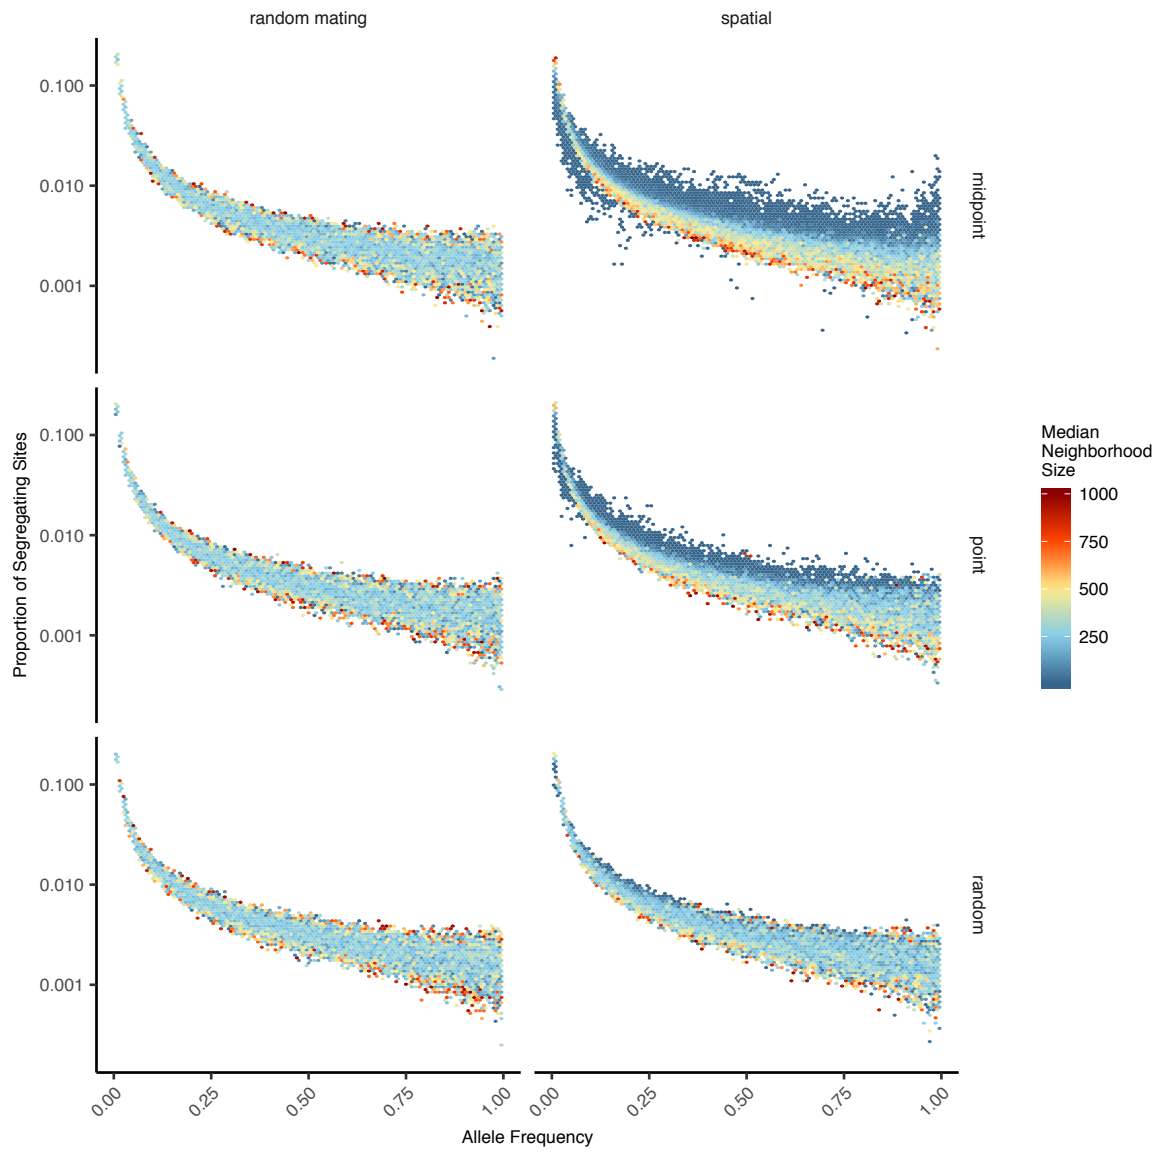 random mating
spatial
0.100
0.010
0.001
midpoint
0.100
0.010
0.001
point
0.100
0.010
0.001
random
Proportion of Segregating Sites
0.00
0.25
0.50
0.75
1.00
0.00
0.25
0.50
0.75
1.00
Allele Frequency
Median
Neighborhood
Size
1000
750
500
250